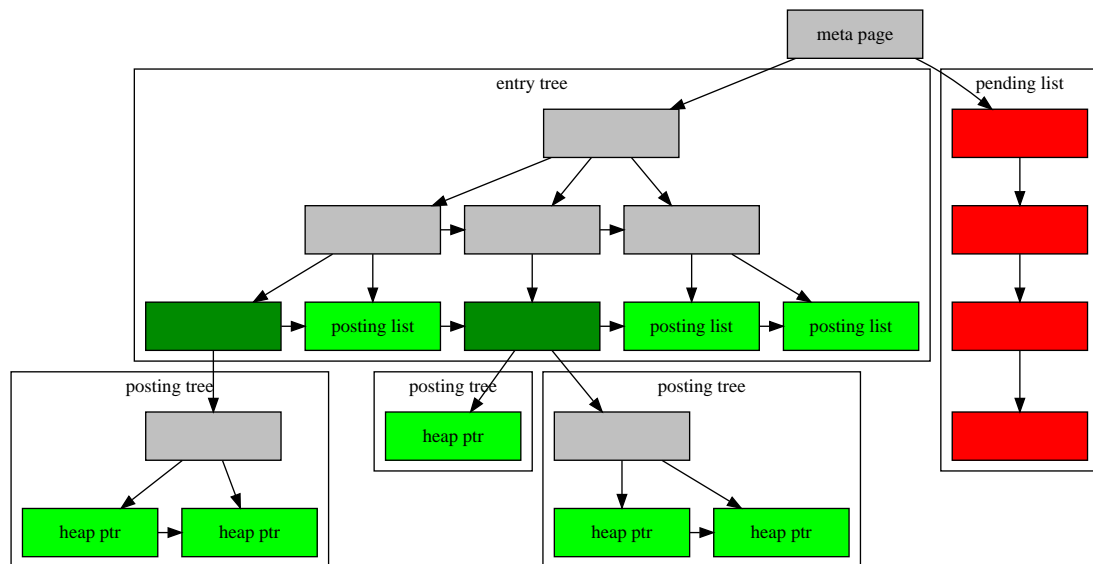 meta page
entry tree
pending list
posting list
posting list
posting list
posting tree
posting tree
posting tree
heap ptr
heap ptr
heap ptr
heap ptr
heap ptr